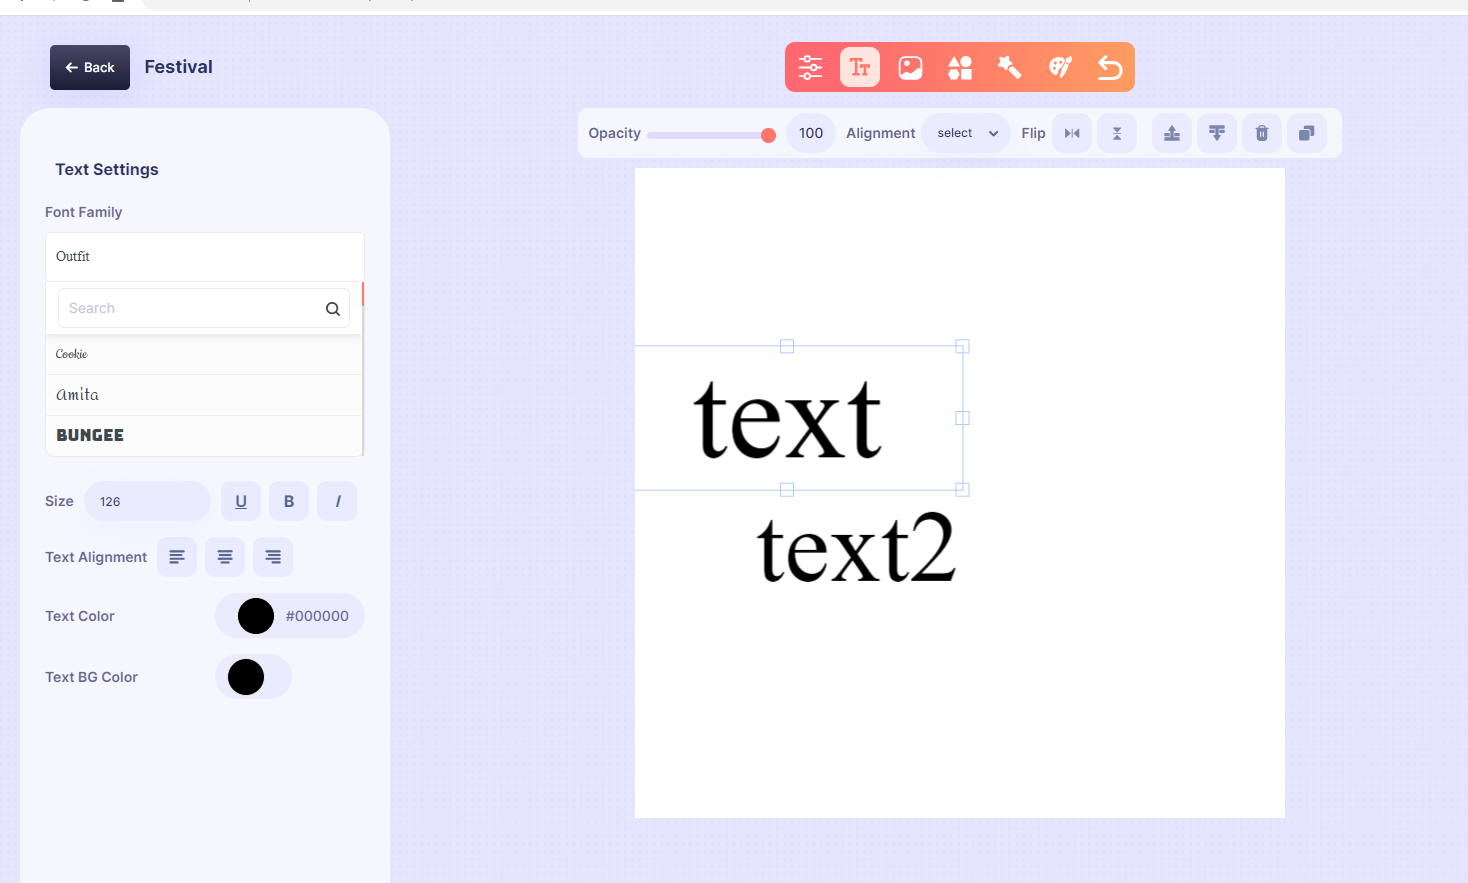 Back
Festival
Opacity 100 Alignment select Flip
Text Settings
Font Family
Outfit
Search
Cookie
Amita
BUNGEE
Size 126 U B I
Text Alignment
Text Color #000000
Text BG Color
text
text2